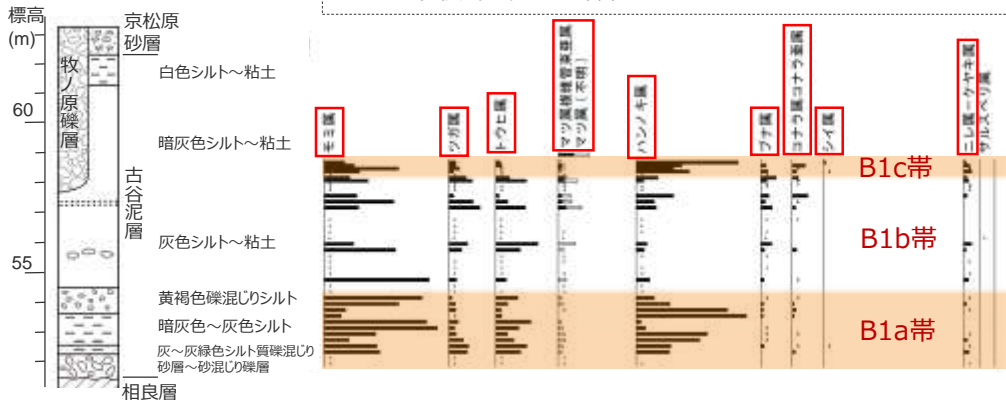 標高
(m)
60
55
京松原
砂層
牧ノ原礫層
古谷泥層
相良層
白色シルト～粘土
暗灰色シルト～粘土
灰色シルト～粘土
黄褐色礫混じりシルト
暗灰色～灰色シルト
灰～灰緑色シルト質礫混じり
砂層～砂混じり礫層
モミ属
ツガ属
トウヒ属
マツ属複維管束亜属
マツ属（不明）
ハンノキ属
ブナ属
コナラ属コナラ亜属
シイ属
ニレ属－ケヤキ属
サルスベリ属
B1c帯
B1b帯
B1a帯